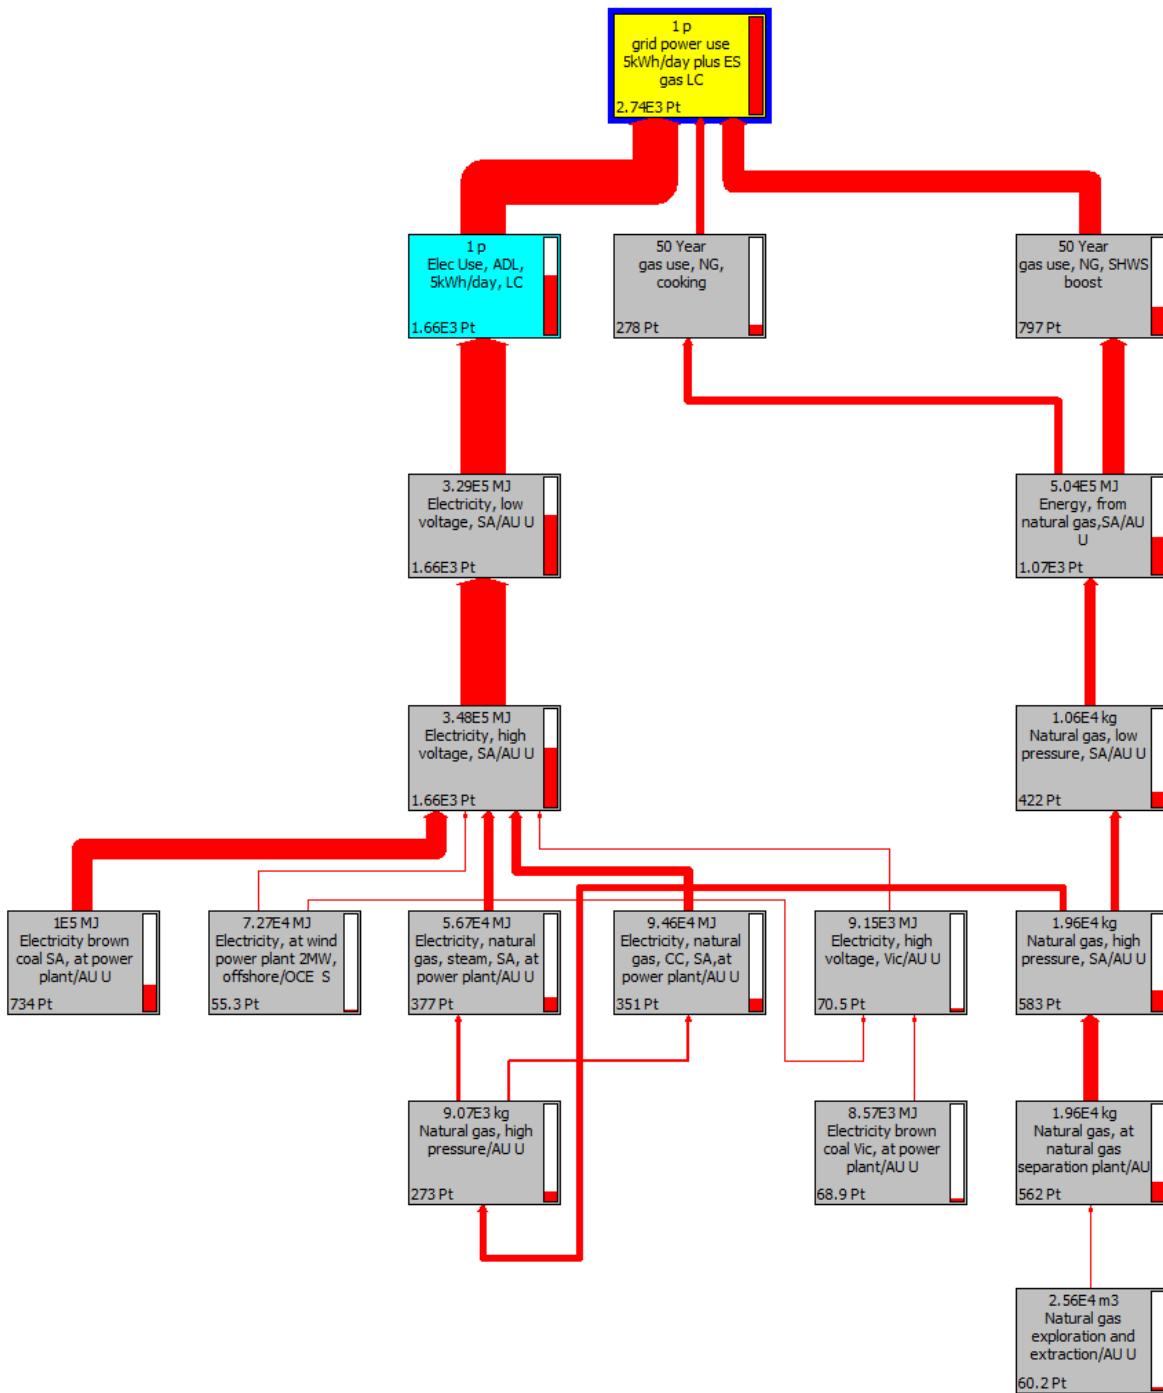 1 p
grid power use
5kWh/day plus ES
gas LC
2.74E3 Pt
1 p
Elec Use, ADL,
5kWh/day, LC
1.66E3 Pt
50 Year
gas use, NG,
cooking
278 Pt
50 Year
gas use, NG, SHWS
boost
797 Pt
3.29E5 MJ
Electricity, low
voltage, SA/AU U
1.66E3 Pt
5.04E5 MJ
Energy, from
natural gas,SA/AU
U
1.07E3 Pt
3.48E5 MJ
Electricity, high
voltage, SA/AU U
1.66E3 Pt
1.06E4 kg
Natural gas, low
pressure, SA/AU U
422 Pt
1E5 MJ
Electricity brown
coal SA, at power
plant/AU U
734 Pt
7.27E4 MJ
Electricity, at wind
power plant 2MW,
offshore/OCE S
55.3 Pt
5.67E4 MJ
Electricity, natural
gas, steam, SA, at
power plant/AU U
377 Pt
9.46E4 MJ
Electricity, natural
gas, CC, SA,at
power plant/AU U
351 Pt
9.15E3 MJ
Electricity, high
voltage, Vic/AU U
70.5 Pt
1.96E4 kg
Natural gas, high
pressure, SA/AU U
583 Pt
9.07E3 kg
Natural gas, high
pressure/AU U
273 Pt
8.57E3 MJ
Electricity brown
coal Vic, at power
plant/AU U
68.9 Pt
1.96E4 kg
Natural gas, at
natural gas
separation plant/AU
562 Pt
2.56E4 m3
Natural gas
exploration and
extraction/AU U
60.2 Pt